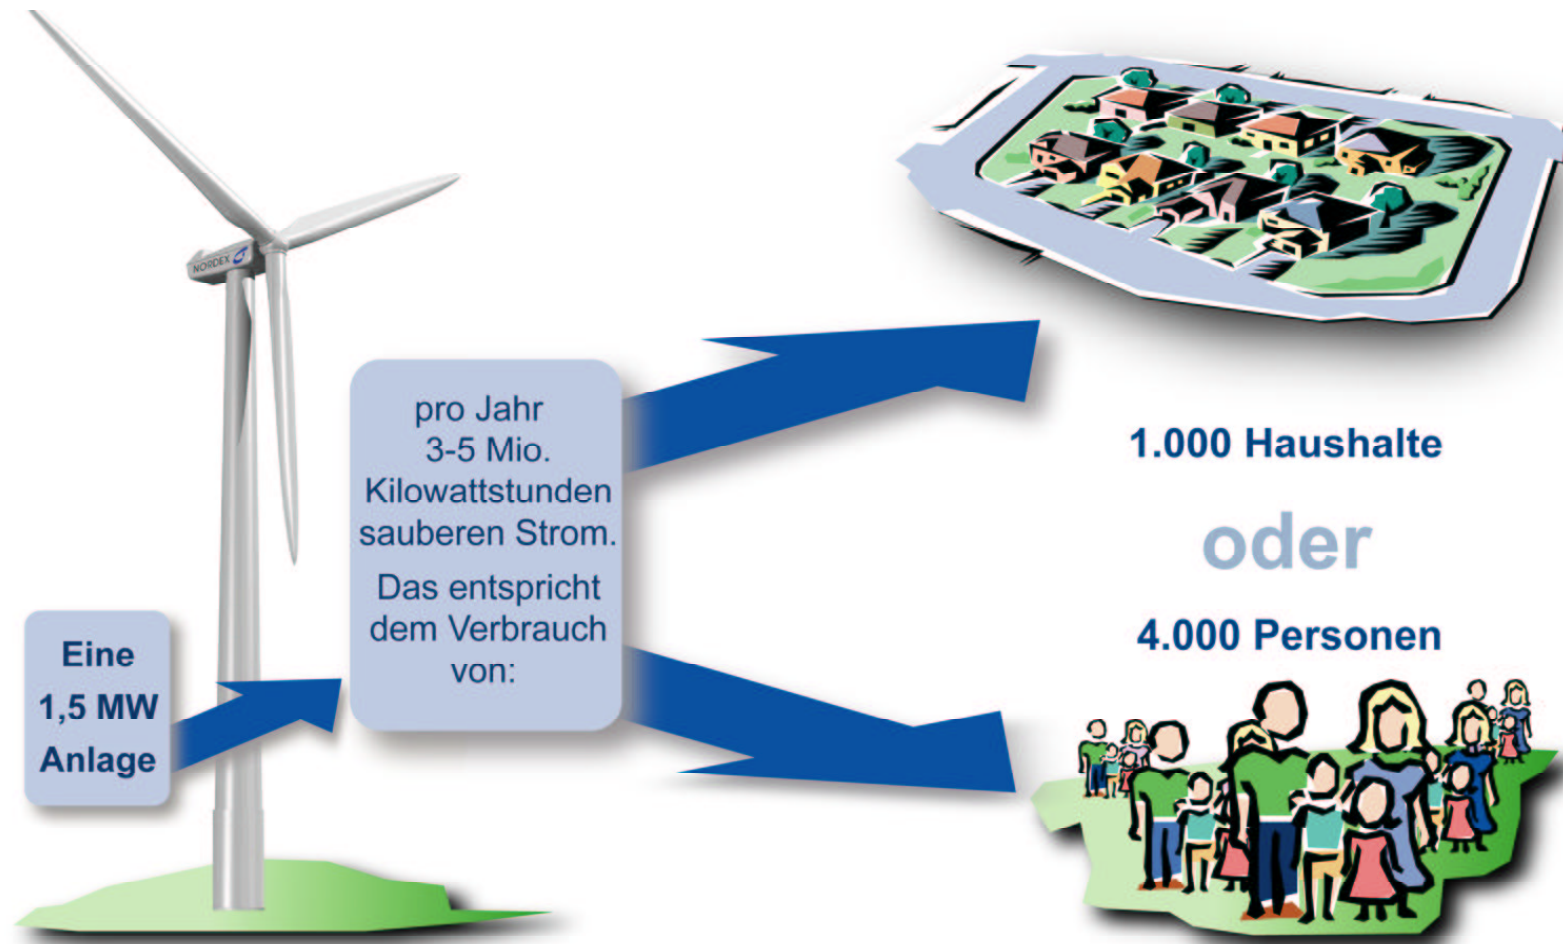 NORDEX
Eine
1,5 MW
Anlage
pro Jahr
3-5 Mio.
Kilowattstunden
sauberen Strom.
Das entspricht
dem Verbrauch
von:
1.000 Haushalte
oder
4.000 Personen